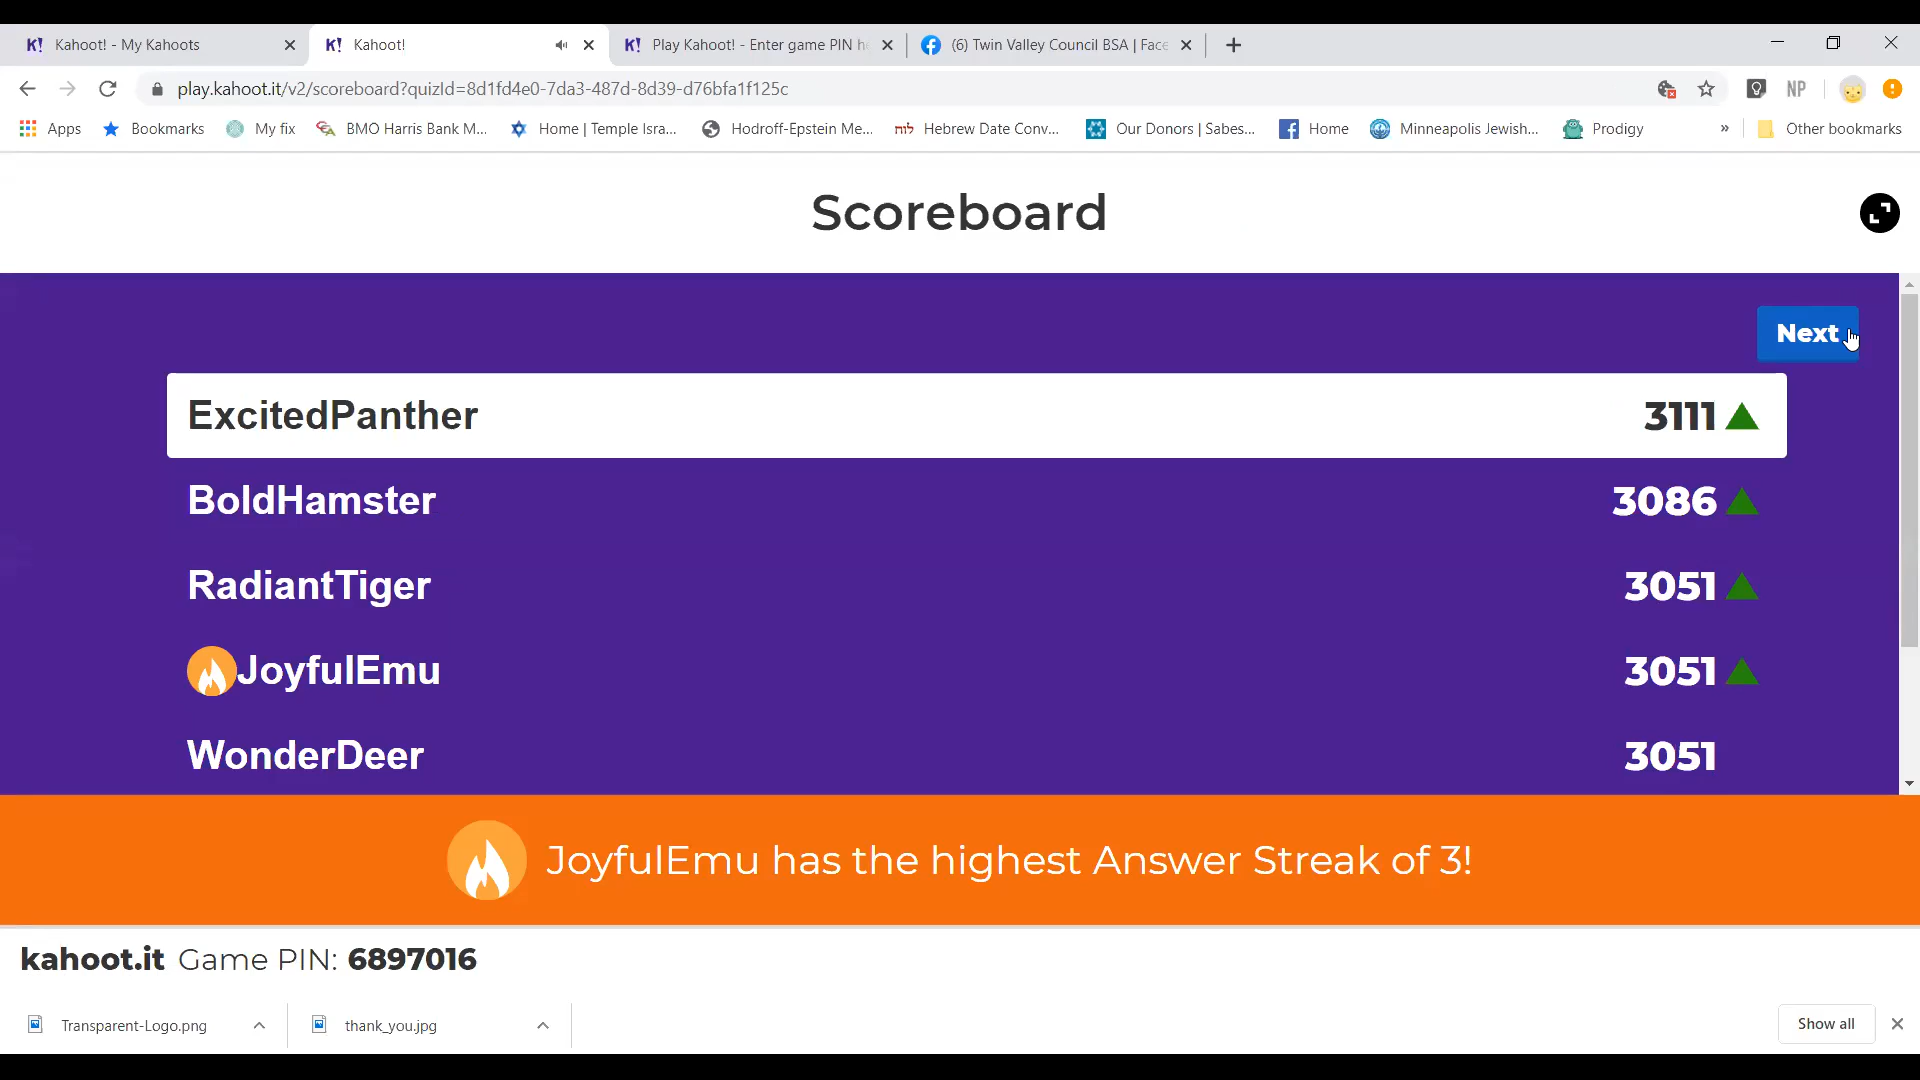 K! Kahoot! - My Kahoots
K! Kahoot!
K! Play Kahoot! - Enter game PIN h
(6) Twin Valley Council BSA | Face
play.kahoot.it/v2/scoreboard?quizId=8d1fd4e0-7da3-487d-8d39-d76bfa1f125c
NP
Apps
Bookmarks
My fix
BMO Harris Bank M...
Home | Temple Isra...
Hodroff-Epstein Me...
Hebrew Date Conv...
Our Donors | Sabes...
Home
Minneapolis Jewish...
Prodigy
»
Other bookmarks
Scoreboard
Next
ExcitedPanther 3111
BoldHamster 3086
RadiantTiger 3051
JoyfulEmu 3051
WonderDeer 3051
JoyfulEmu has the highest Answer Streak of 3!
kahoot.it Game PIN: 6897016
Transparent-Logo.png
thank_you.jpg
Show all